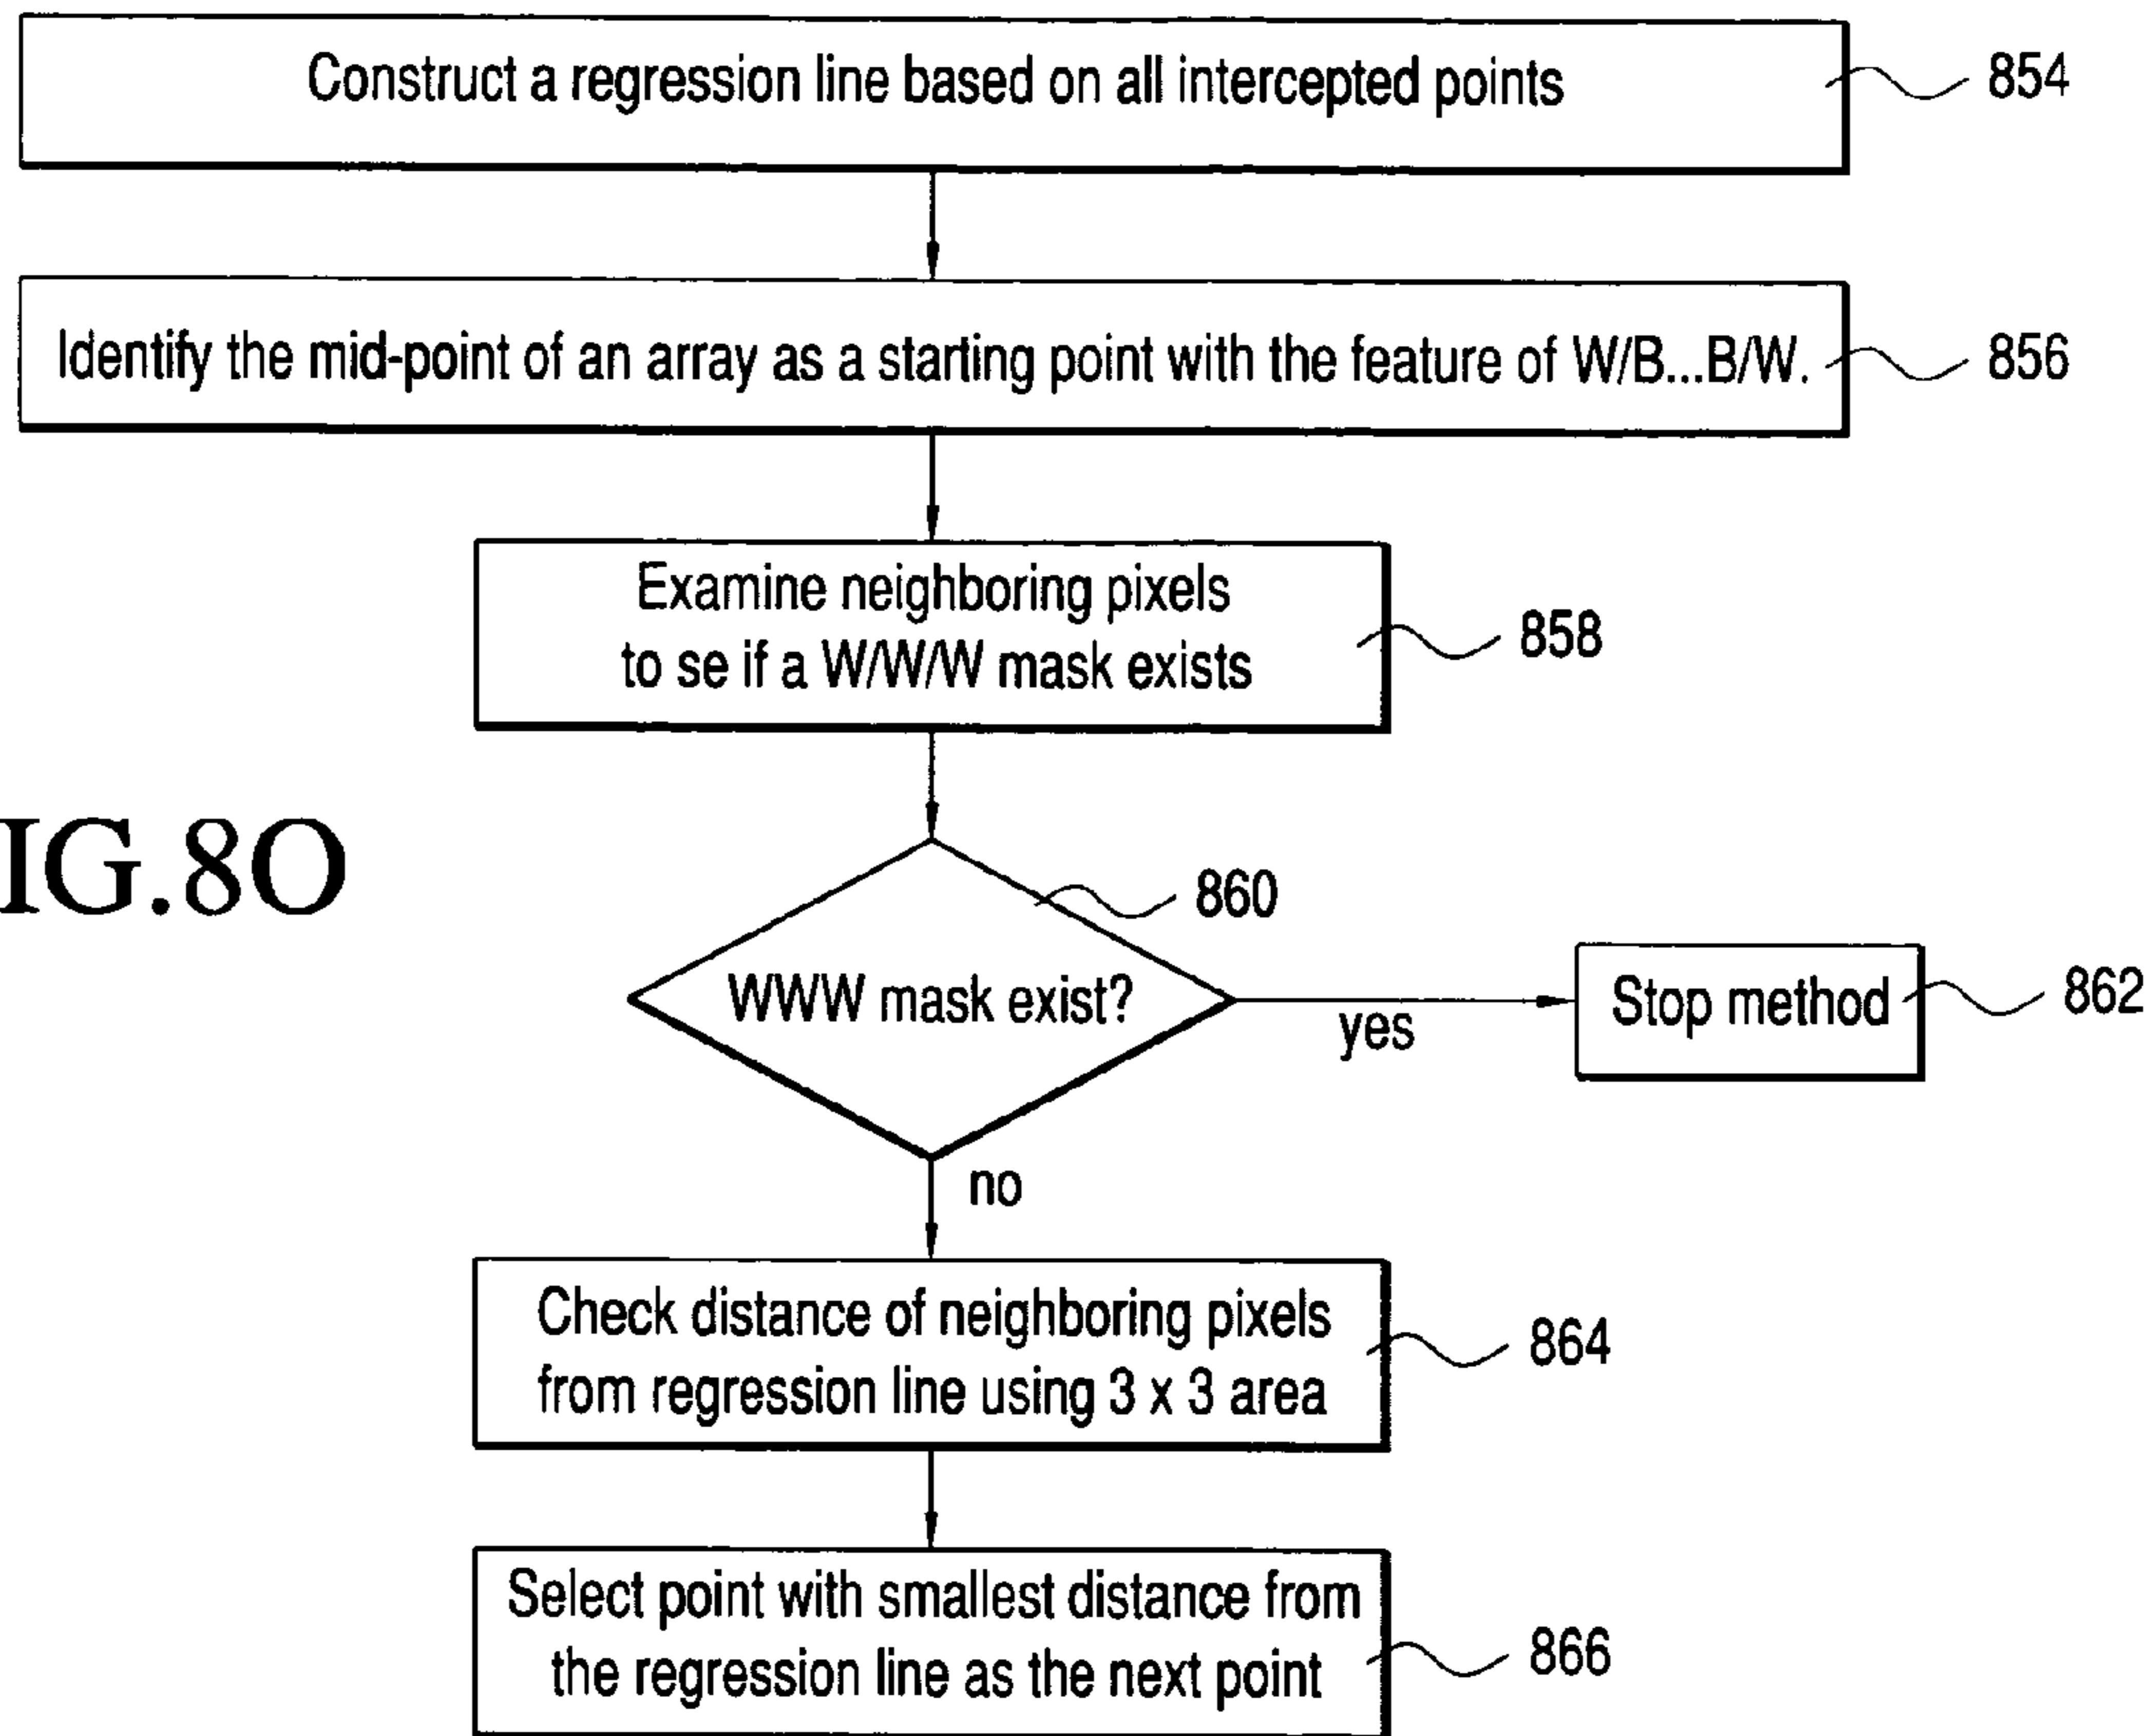 Construct a regression line based on all intercepted points
854
Identify the mid-point of an array as a starting point with the feature of W/B...B/W.
856
Examine neighboring pixels
to se if a W/W/W mask exists
858
IG.8O
860
WWW mask exist?
yes
Stop method
862
no
Check distance of neighboring pixels
from regression line using 3 x 3 area
864
Select point with smallest distance from
the regression line as the next point
866